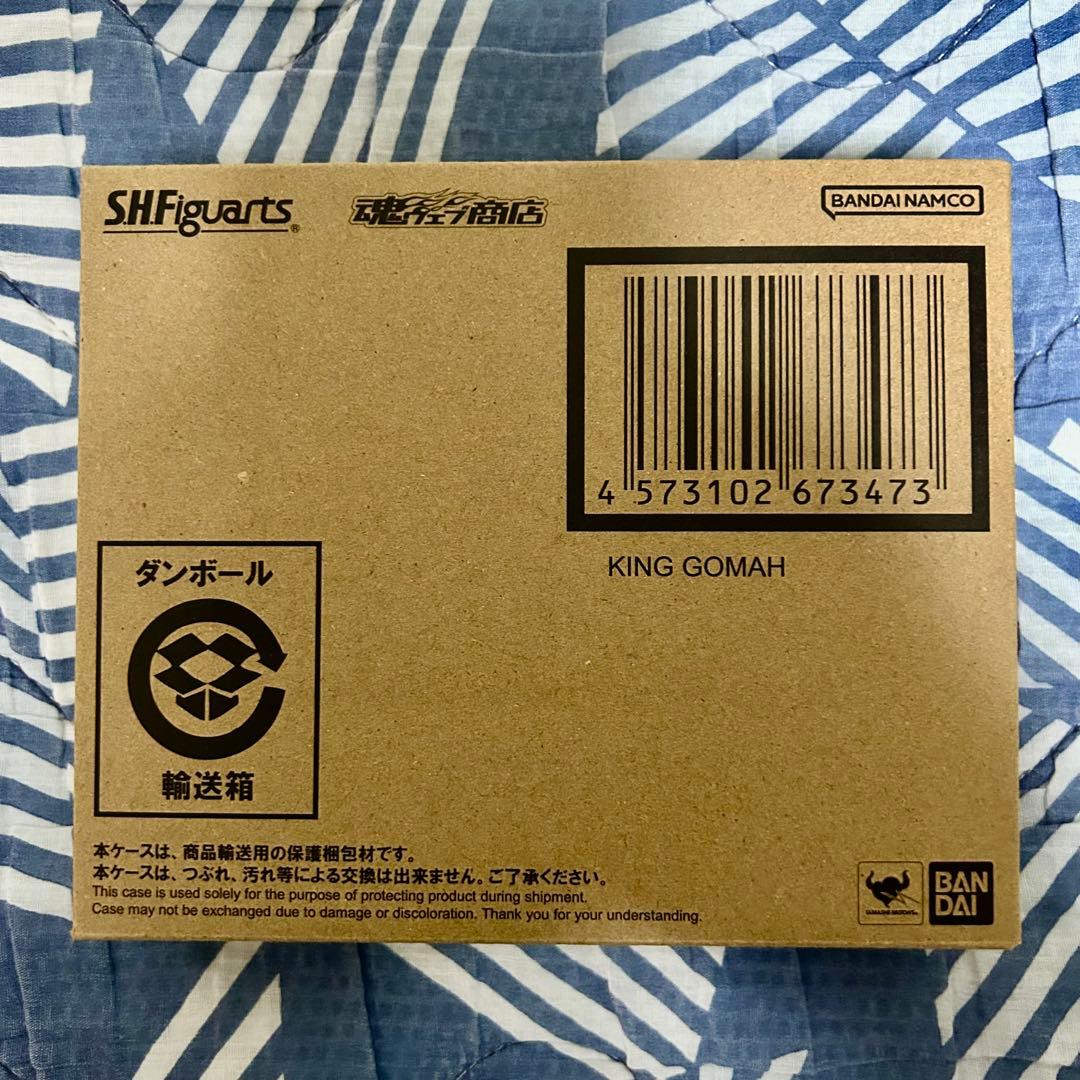 S.H.Figuarts®
魂ウェブ商店
BANDAI NAMCO
4 573102 673473
KING GOMAH
ダンボール
輸送箱
本ケースは、商品輸送用の保護梱包材です。
本ケースは、つぶれ、汚れ等による交換は出来ません。ご了承ください。
This case is used solely for the purpose of protecting product during shipment.
Case may not be exchanged due to damage or discoloration. Thank you for your understanding.
TAMASHII NATIONS
BAN
DAI